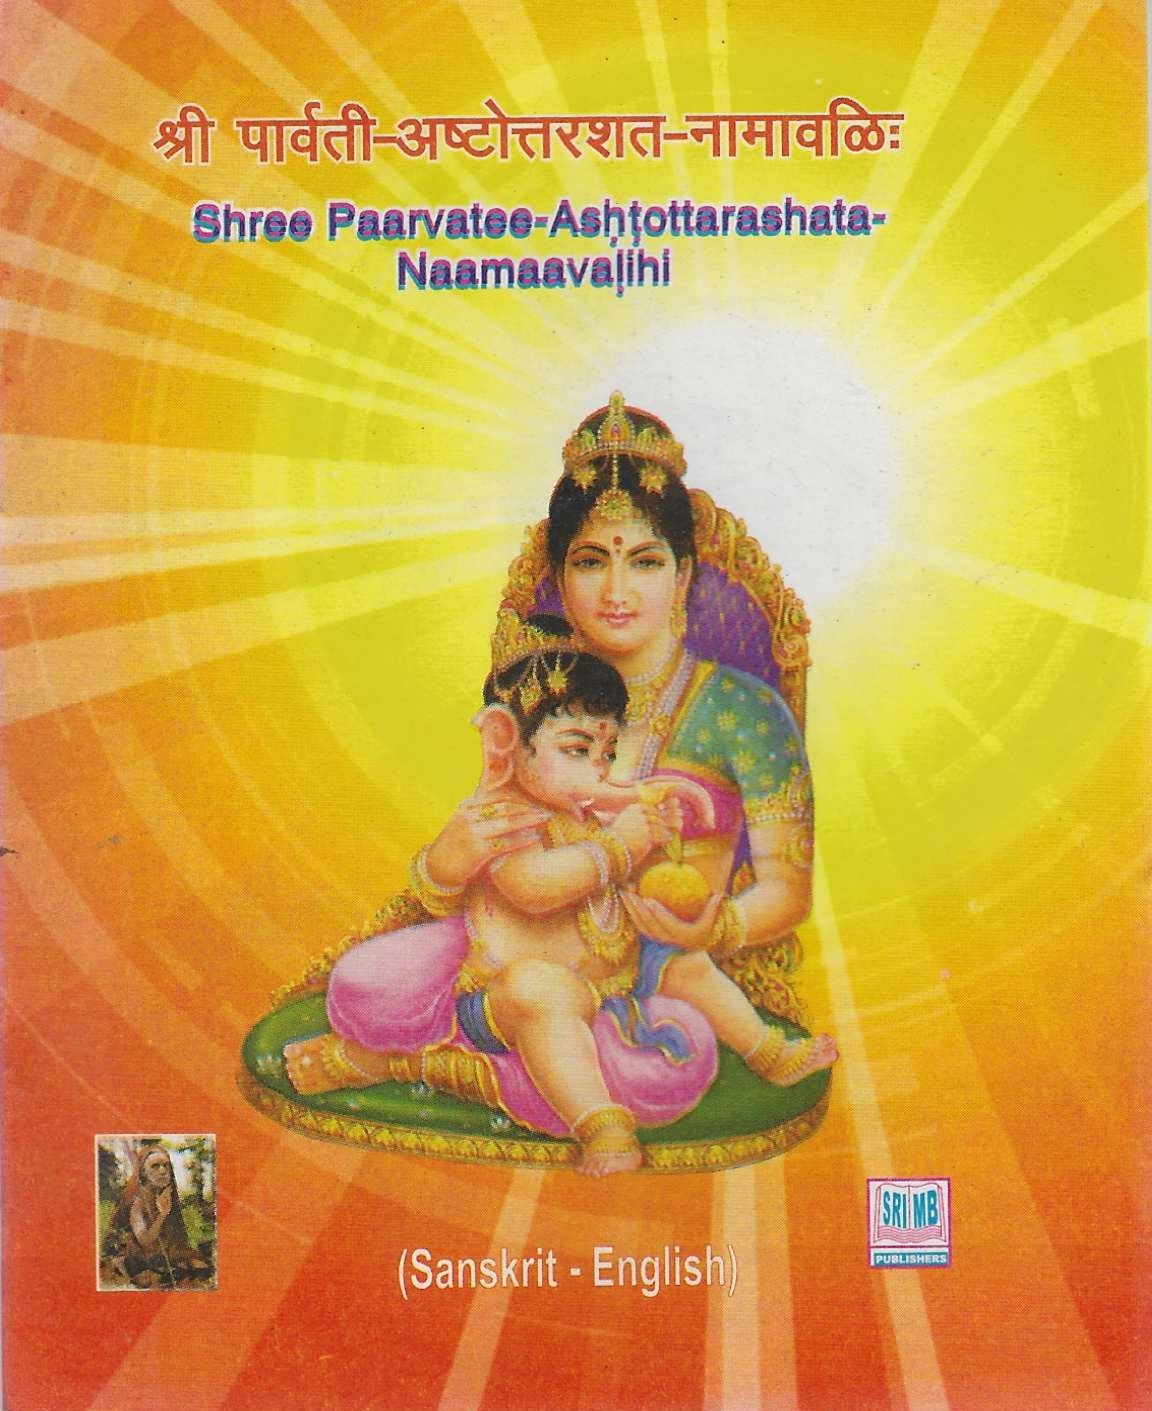 श्री पार्वती-अष्टोत्तरशत-नामावळिः
Shree Paarvatee-Ashṭottarashata-
Naamaavaḷihi
(Sanskrit - English)
SRI MB
PUBLISHERS